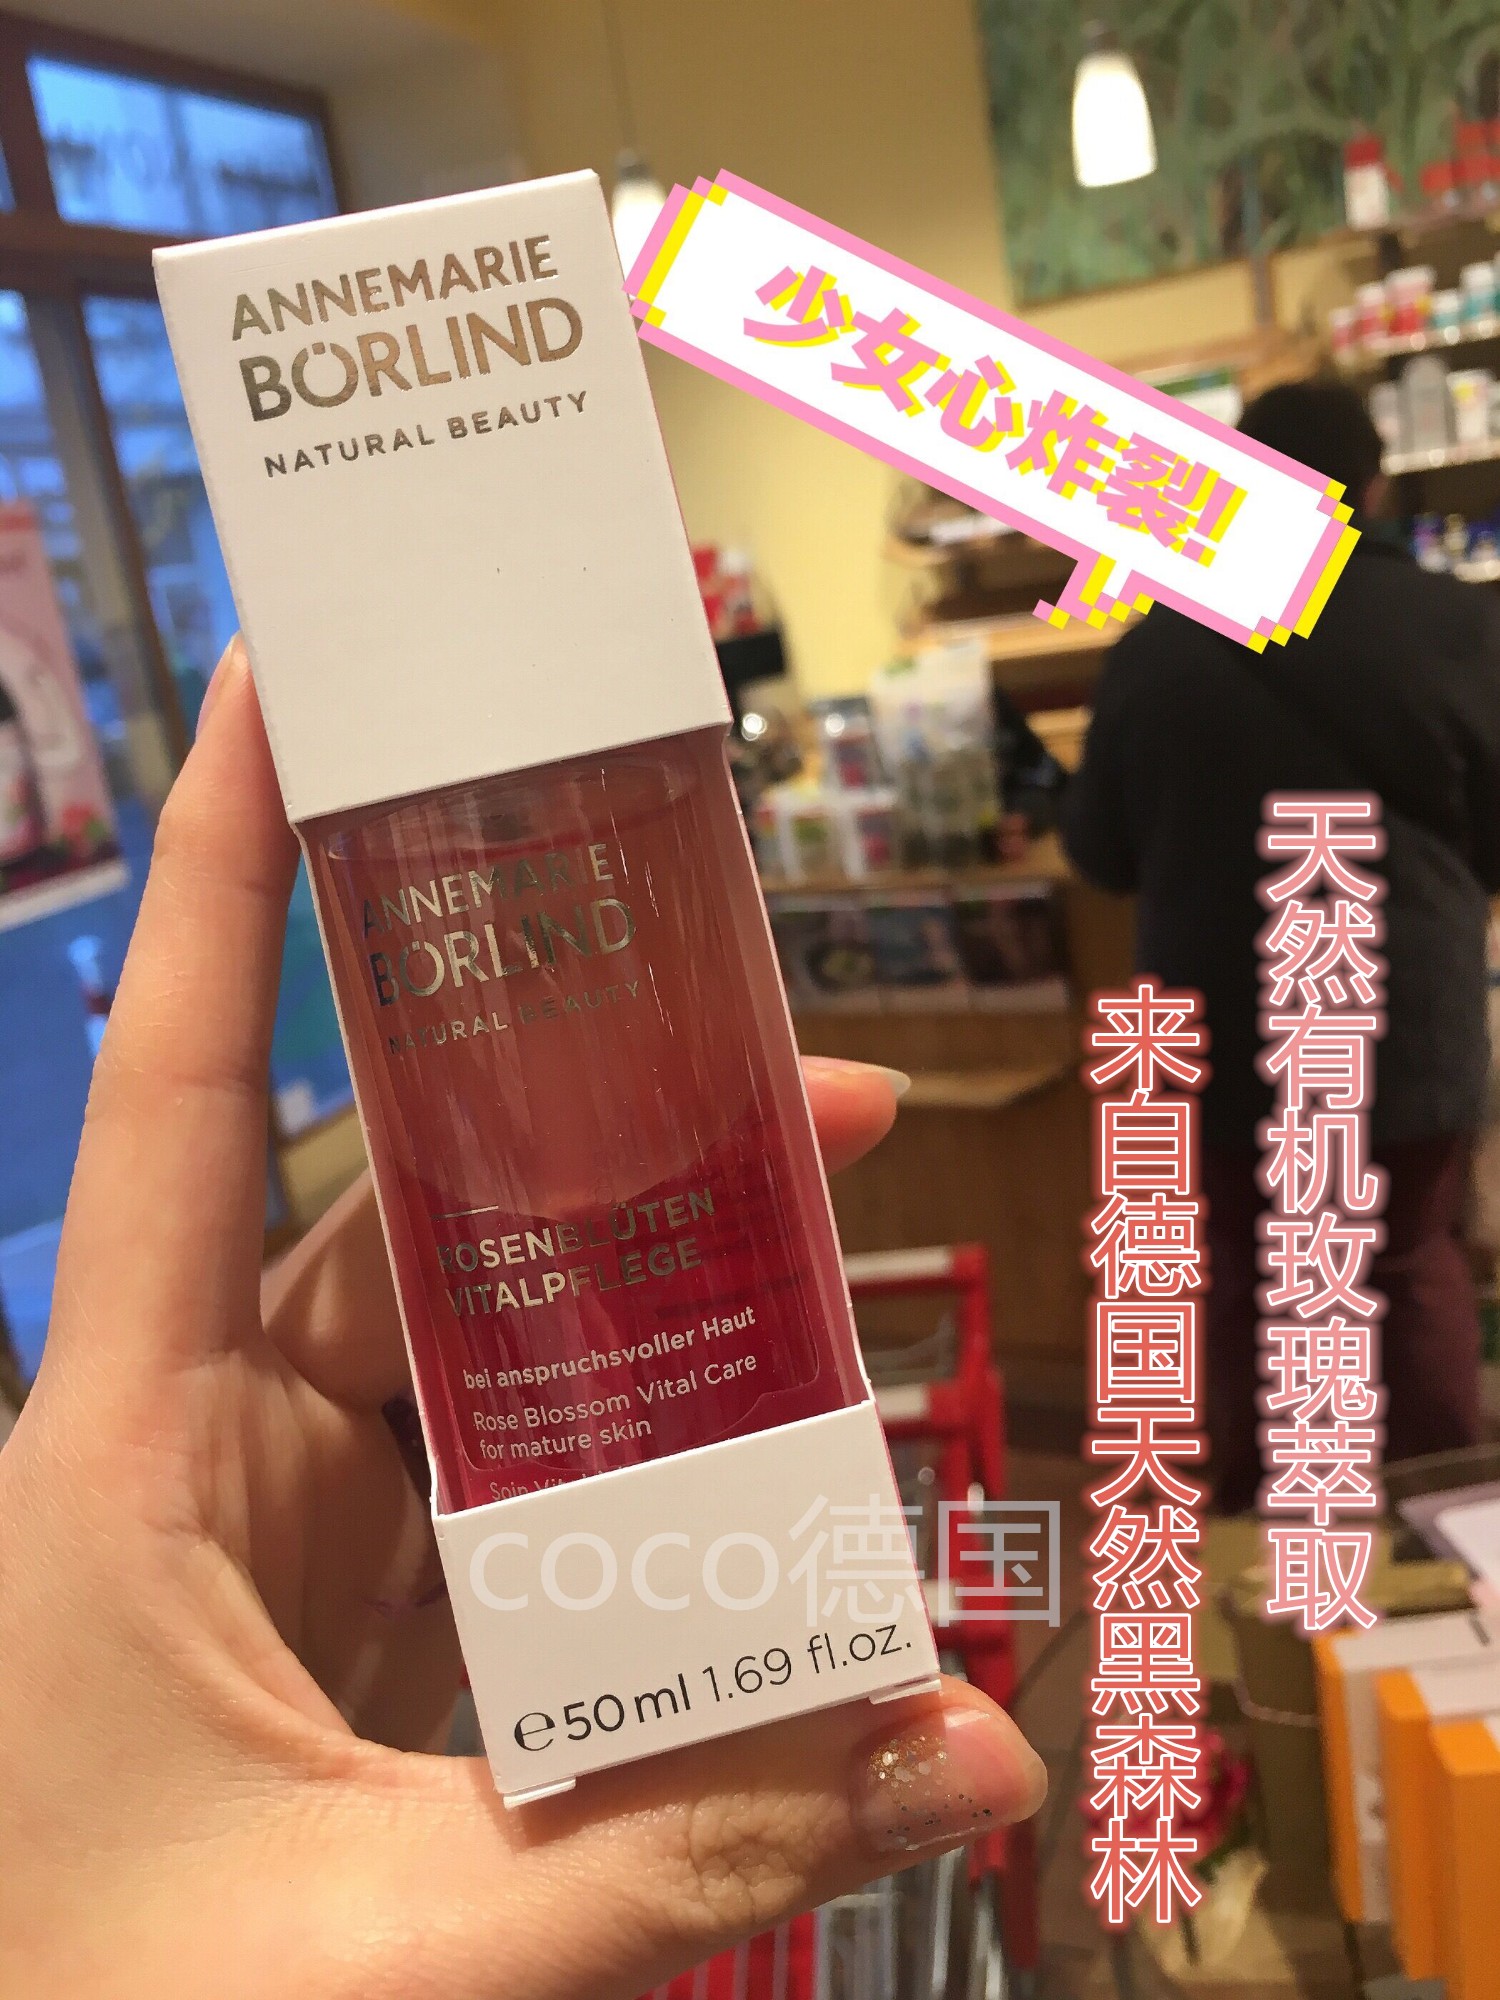 ANNEMARIE
BÖRLIND
NATURAL BEAUTY
少女心炸裂!
ANNEMARIE
BÖRLIND
NATURAL BEAUTY
ROSENBLÜTEN
VITALPFLEGE
bei anspruchsvoller Haut
Rose Blossom Vital Care
for mature skin
Soin
天然有机玫瑰萃取
来自德国天然黑森林
coco德国
e 50 ml 1.69 fl.oz.